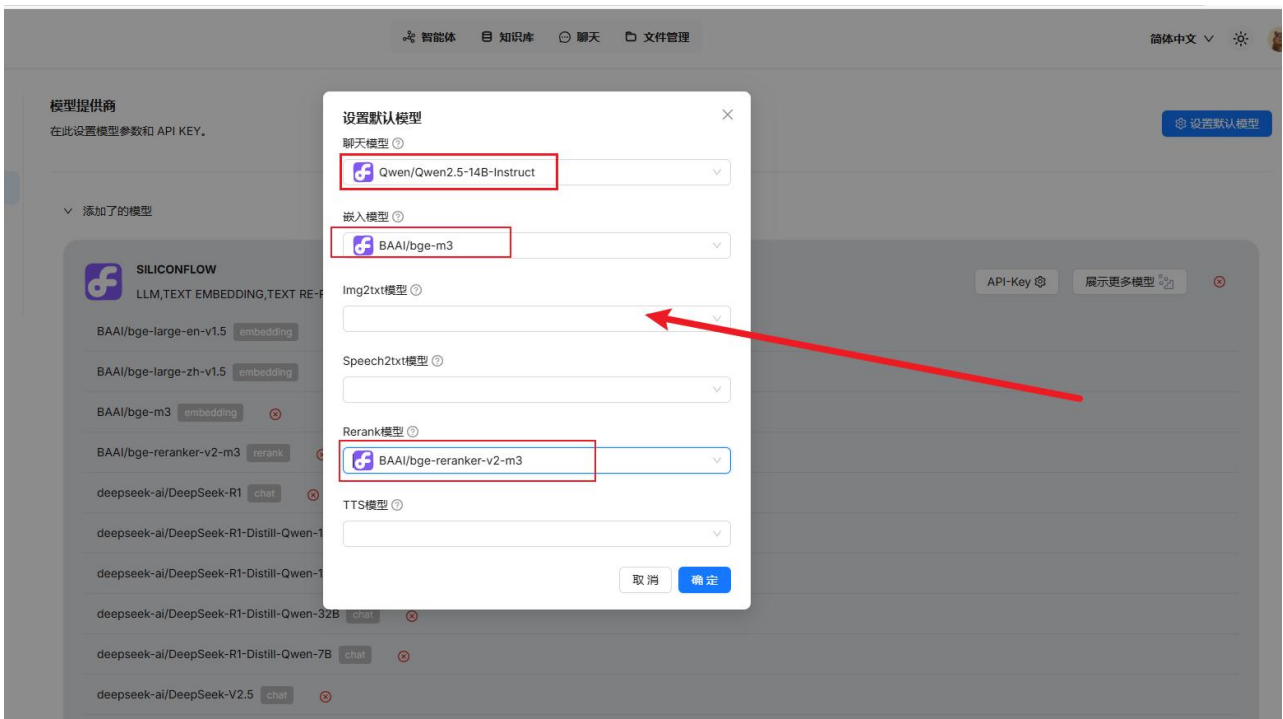 智能体 知识库 聊天 文件管理 简体中文
模型提供商
在此设置模型参数和 API KEY。
设置默认模型
添加了的模型
SILICONFLOW
LLM,TEXT EMBEDDING,TEXT RE-
API-Key 展示更多模型
BAAI/bge-large-en-v1.5 embedding
BAAI/bge-large-zh-v1.5 embedding
BAAI/bge-m3 embedding
BAAI/bge-reranker-v2-m3 rerank
deepseek-ai/DeepSeek-R1 chat
deepseek-ai/DeepSeek-R1-Distill-Qwen-1
deepseek-ai/DeepSeek-R1-Distill-Qwen-1
deepseek-ai/DeepSeek-R1-Distill-Qwen-32B chat
deepseek-ai/DeepSeek-R1-Distill-Qwen-7B chat
deepseek-ai/DeepSeek-V2.5 chat
设置默认模型
聊天模型
Qwen/Qwen2.5-14B-Instruct
嵌入模型
BAAI/bge-m3
Img2txt模型
Speech2txt模型
Rerank模型
BAAI/bge-reranker-v2-m3
TTS模型
取消 确定